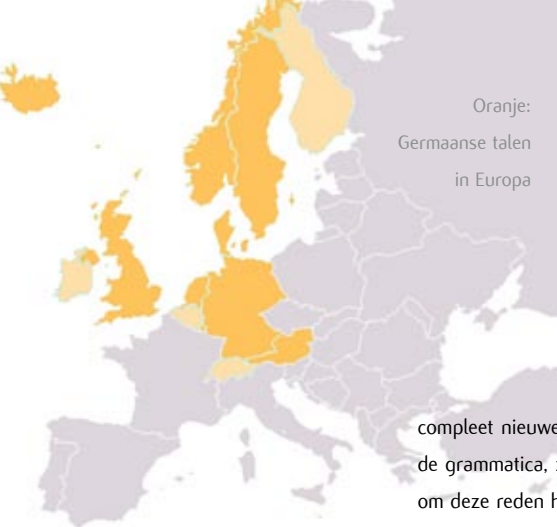 Oranje:
Germaanse talen
in Europa
compleet nieuwe
de grammatica,
om deze reden